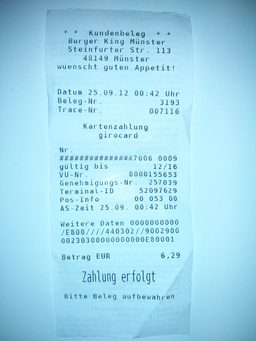 * * Kundenbeleg * *
Burger King Münster
Steinfurter Str. 113
48149 Münster
wuenscht guten Appetit!
Datum 25.09.12 00:42 Uhr
Beleg-Nr. 3193
Trace-Nr. 007116
Kartenzahlung
girocard
Nr.
###############7006 0009
gültig bis 12/16
VU-Nr. 8000155653
Genehmigungs-Nr. 257039
Terminal-ID 52097629
Pos-Info 00 053 00
AS-Zeit 25.09. 00:42 Uhr
Weitere Daten 0000000000
/E800////440302//9002900
00230300000000000E80001
Betrag EUR 6,29
Zahlung erfolgt
Bitte Beleg aufbewahren